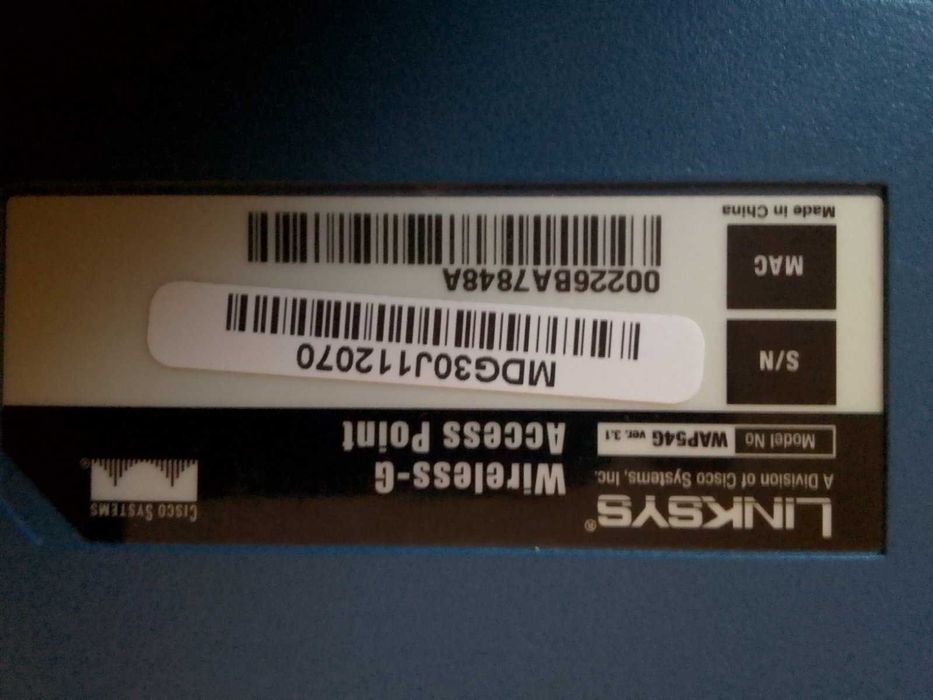 LINKSYS®
A Division of Cisco Systems, Inc.
Wireless-G
Access Point
CISCO SYSTEMS
®
Model No WAP54G ver. 3.1
S/N
MDG30J112070
MAC
00226BA7848A
Made in China